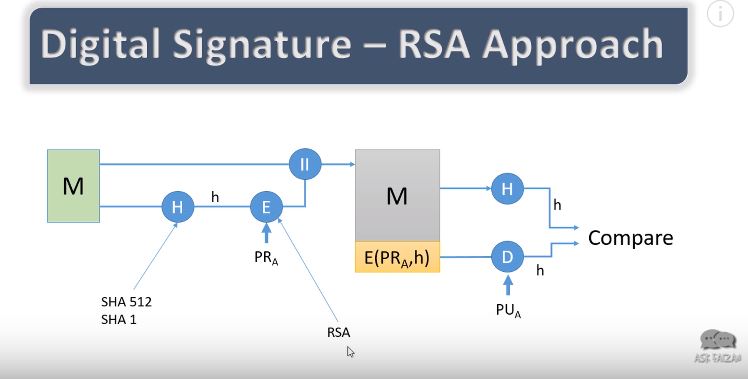 Digital Signature – RSA Approach
M
H
h
E
II
PR_A
SHA 512
SHA 1
RSA
M
E(PR_A,h)
H
h
D
h
PU_A
Compare
i
ASK FAIZAN